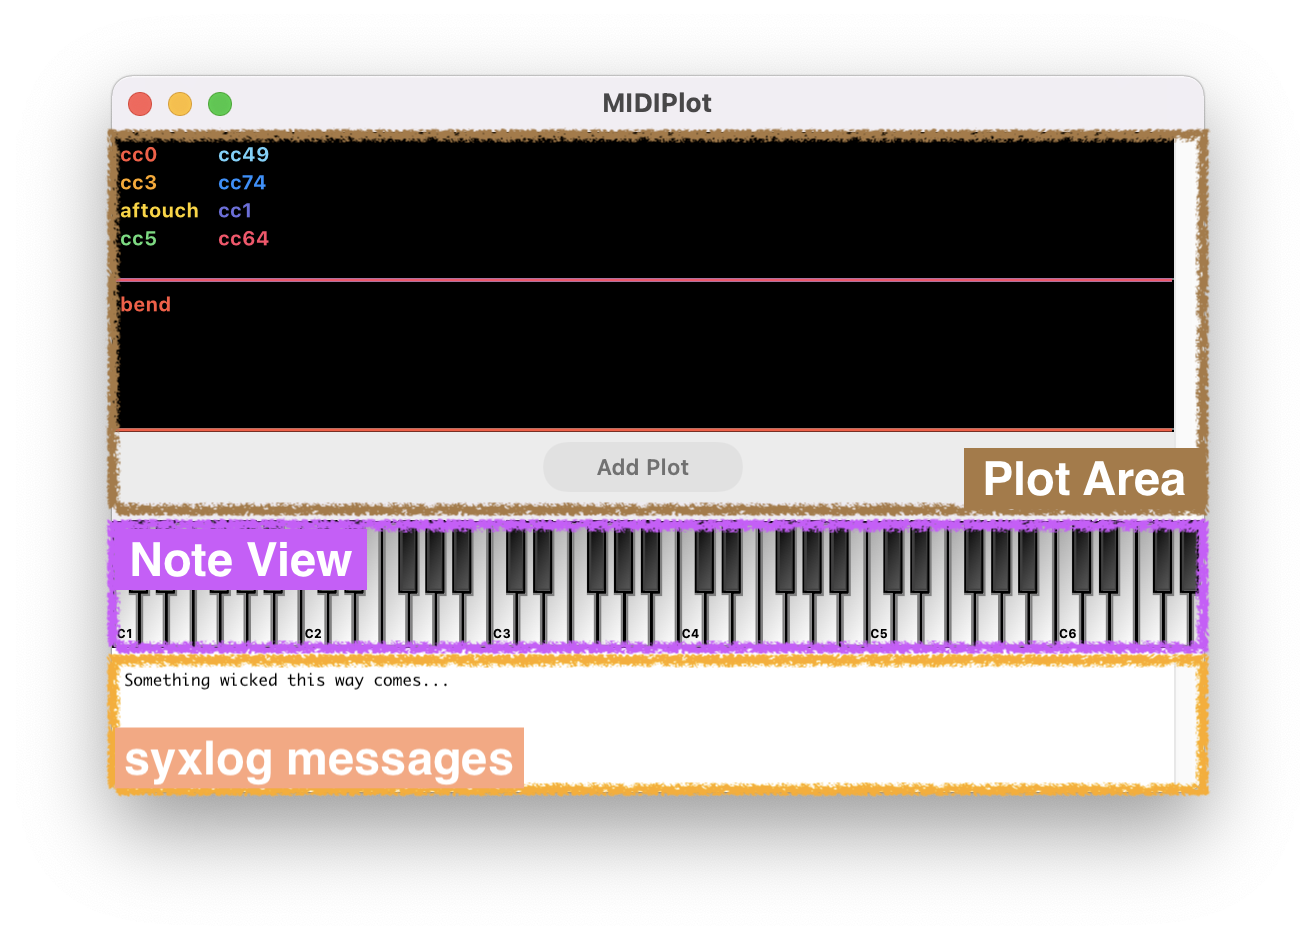 MIDIPlot
cc0 cc49
cc3 cc74
aftouch cc1
cc5 cc64
bend
Add Plot
Plot Area
Note View
C1 C2 C3 C4 C5 C6
Something wicked this way comes...
syxlog messages